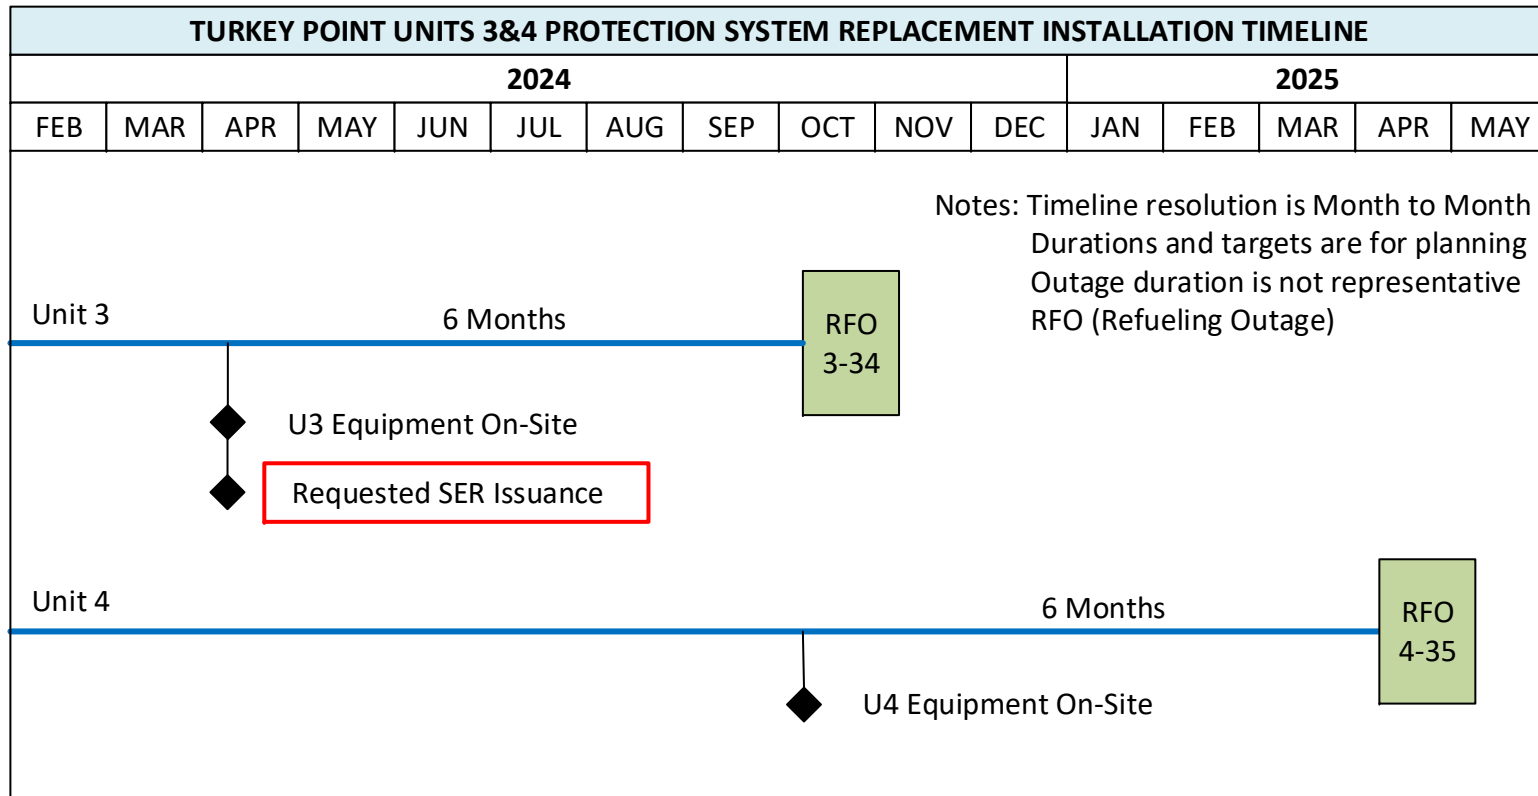 TURKEY POINT UNITS 3&4 PROTECTION SYSTEM REPLACEMENT INSTALLATION TIMELINE
2024 2025
FEB MAR APR MAY JUN JUL AUG SEP OCT NOV DEC JAN FEB MAR APR MAY
Notes: Timeline resolution is Month to Month
Durations and targets are for planning
Outage duration is not representative
RFO (Refueling Outage)
Unit 3
6 Months
RFO
3-34
U3 Equipment On-Site
Requested SER Issuance
Unit 4
6 Months
RFO
4-35
U4 Equipment On-Site